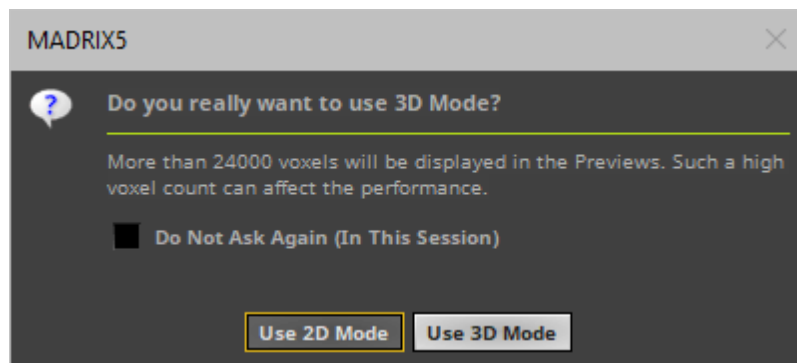 MADRIX5
Do you really want to use 3D Mode?
More than 24000 voxels will be displayed in the Previews. Such a high
voxel count can affect the performance.
Do Not Ask Again (In This Session)
Use 2D Mode Use 3D Mode